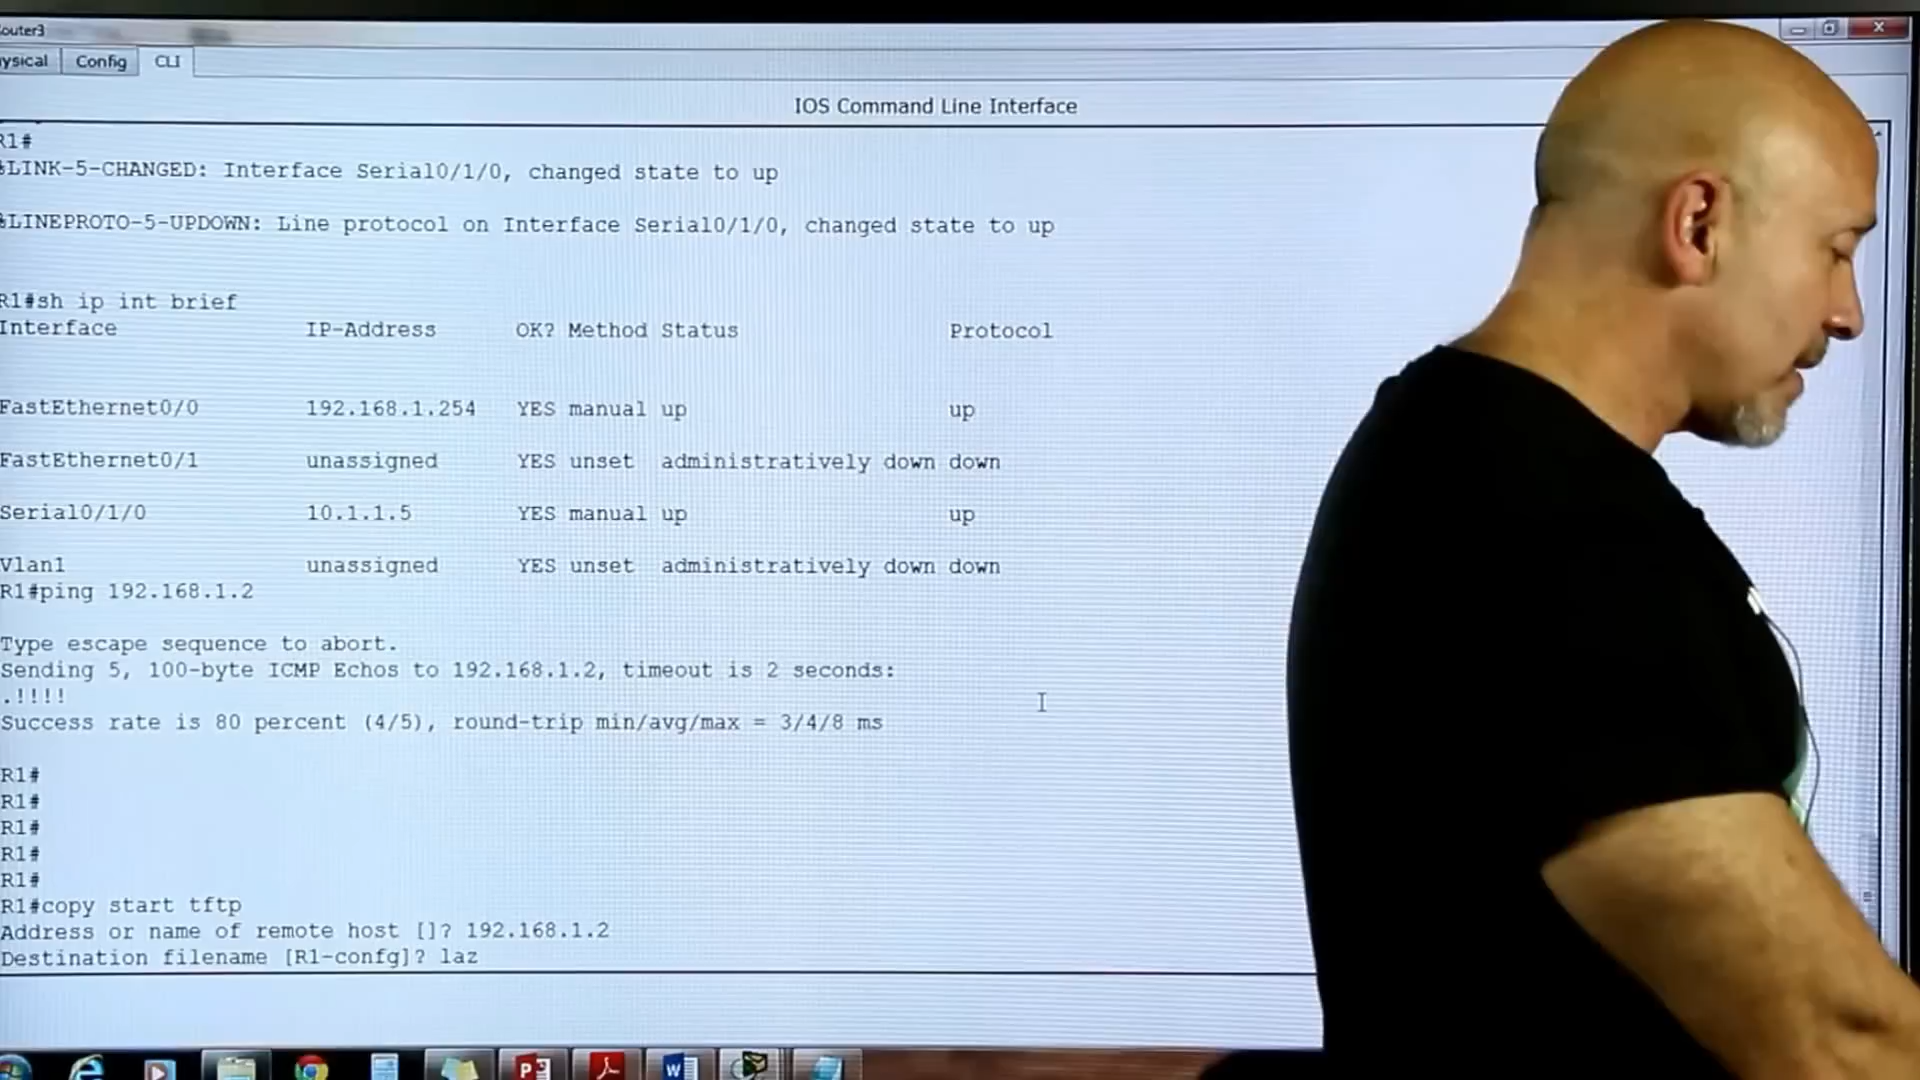 outer3
ysical Config CLI
IOS Command Line Interface
R1#
%LINK-5-CHANGED: Interface Serial0/1/0, changed state to up
%LINEPROTO-5-UPDOWN: Line protocol on Interface Serial0/1/0, changed state to up
R1#sh ip int brief
Interface IP-Address OK? Method Status Protocol
FastEthernet0/0 192.168.1.254 YES manual up up
FastEthernet0/1 unassigned YES unset administratively down down
Serial0/1/0 10.1.1.5 YES manual up up
Vlan1 unassigned YES unset administratively down down
R1#ping 192.168.1.2
Type escape sequence to abort.
Sending 5, 100-byte ICMP Echos to 192.168.1.2, timeout is 2 seconds:
.!!!!
Success rate is 80 percent (4/5), round-trip min/avg/max = 3/4/8 ms
R1#
R1#
R1#
R1#
R1#
R1#copy start tftp
Address or name of remote host []? 192.168.1.2
Destination filename [R1-confg]? laz